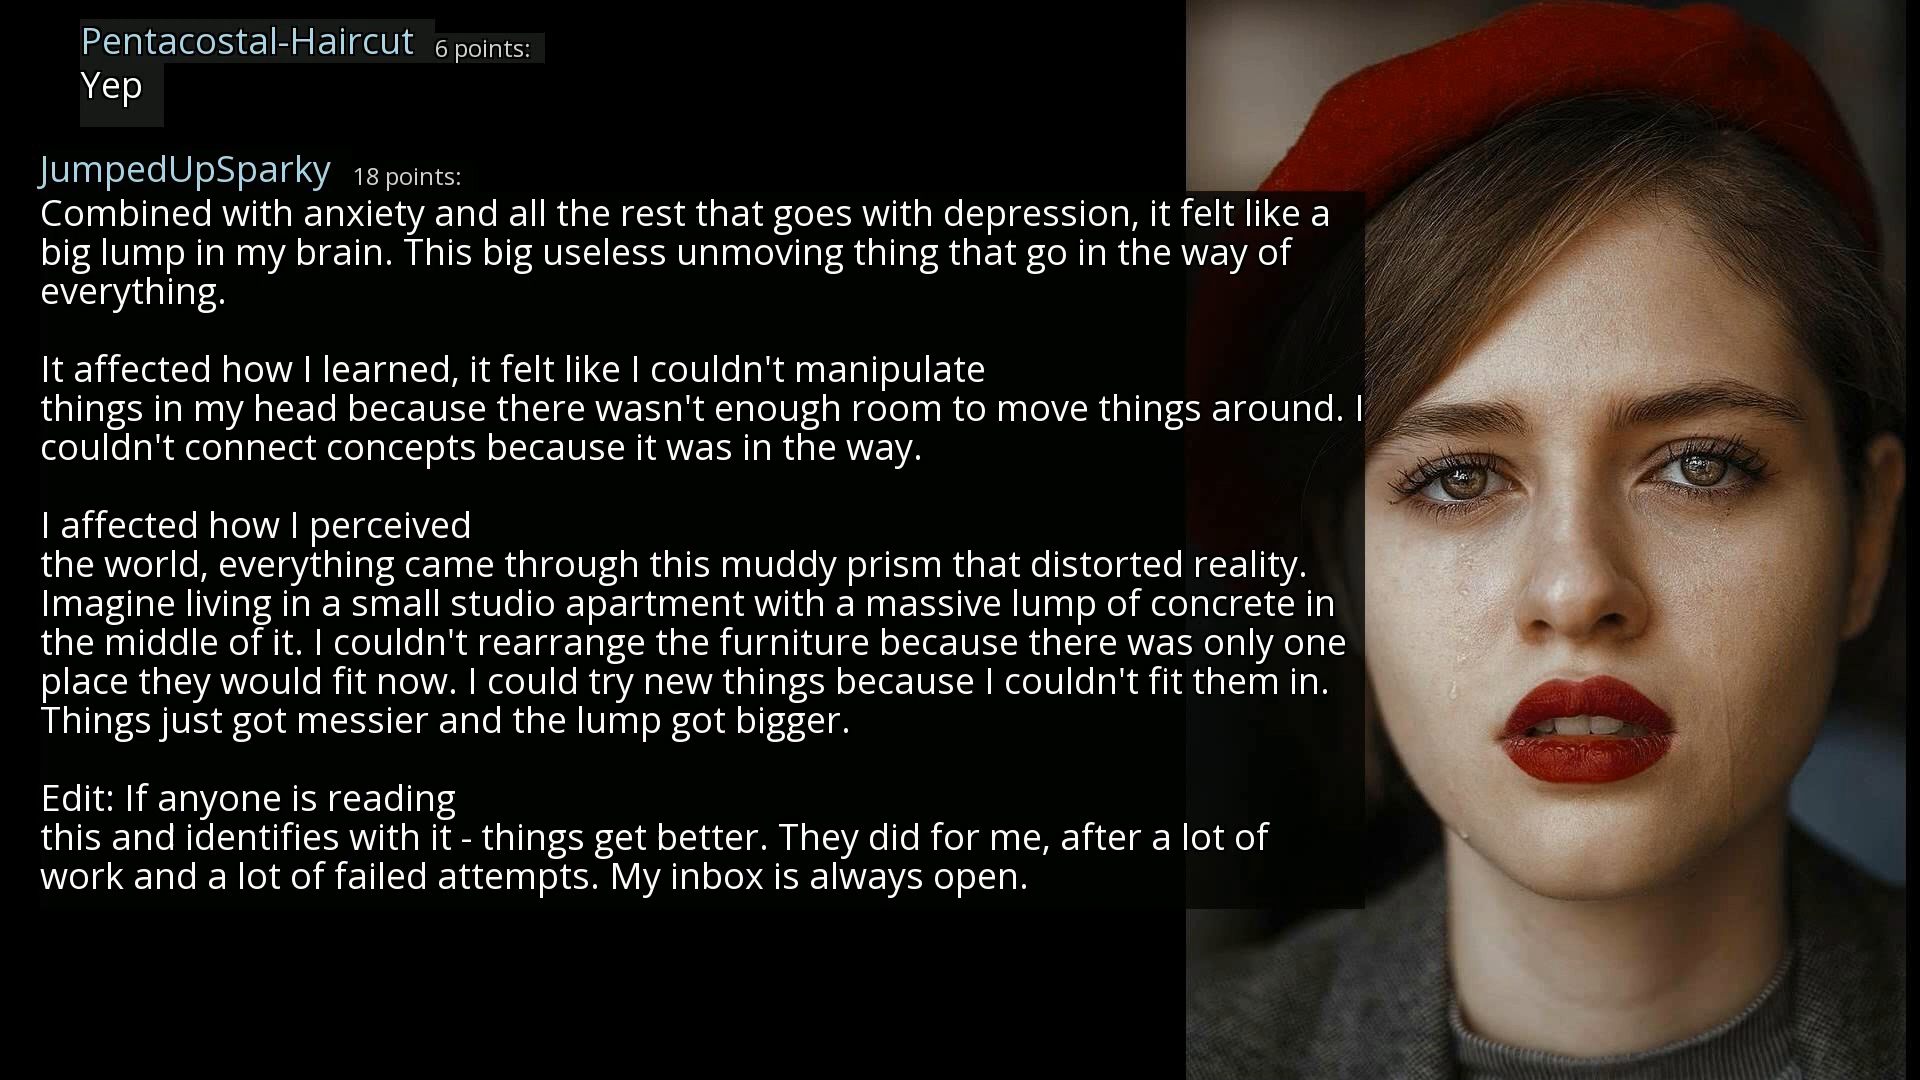 Pentacostal-Haircut 6 points:
Yep
JumpedUpSparky 18 points:
Combined with anxiety and all the rest that goes with depression, it felt like a
big lump in my brain. This big useless unmoving thing that go in the way of
everything.
It affected how I learned, it felt like I couldn't manipulate
things in my head because there wasn't enough room to move things around. I
couldn't connect concepts because it was in the way.
I affected how I perceived
the world, everything came through this muddy prism that distorted reality.
Imagine living in a small studio apartment with a massive lump of concrete in
the middle of it. I couldn't rearrange the furniture because there was only one
place they would fit now. I could try new things because I couldn't fit them in.
Things just got messier and the lump got bigger.
Edit: If anyone is reading
this and identifies with it - things get better. They did for me, after a lot of
work and a lot of failed attempts. My inbox is always open.